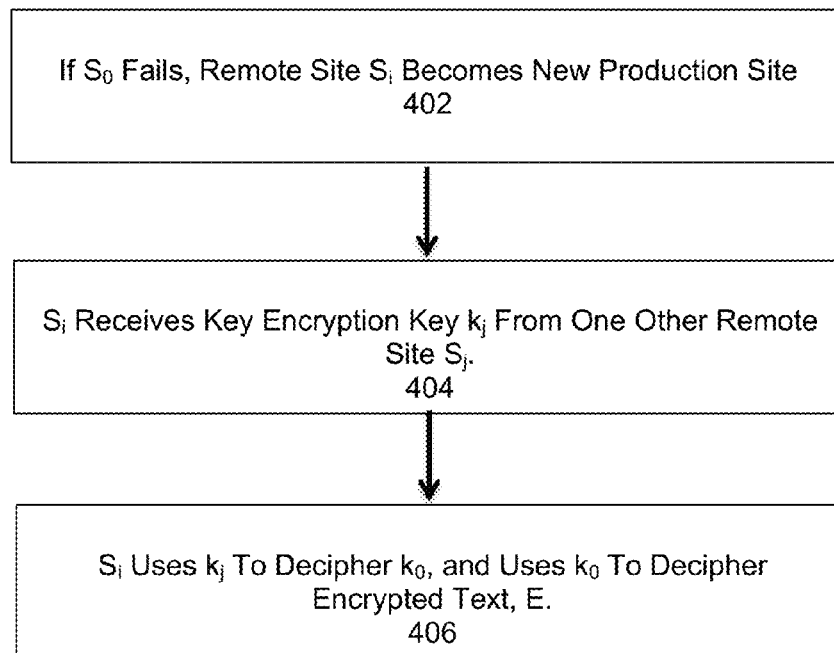 If S₀ Fails, Remote Site Sᵢ Becomes New Production Site
402
Sᵢ Receives Key Encryption Key kⱼ From One Other Remote
Site Sⱼ.
404
Sᵢ Uses kⱼ To Decipher k₀, and Uses k₀ To Decipher
Encrypted Text, E.
406